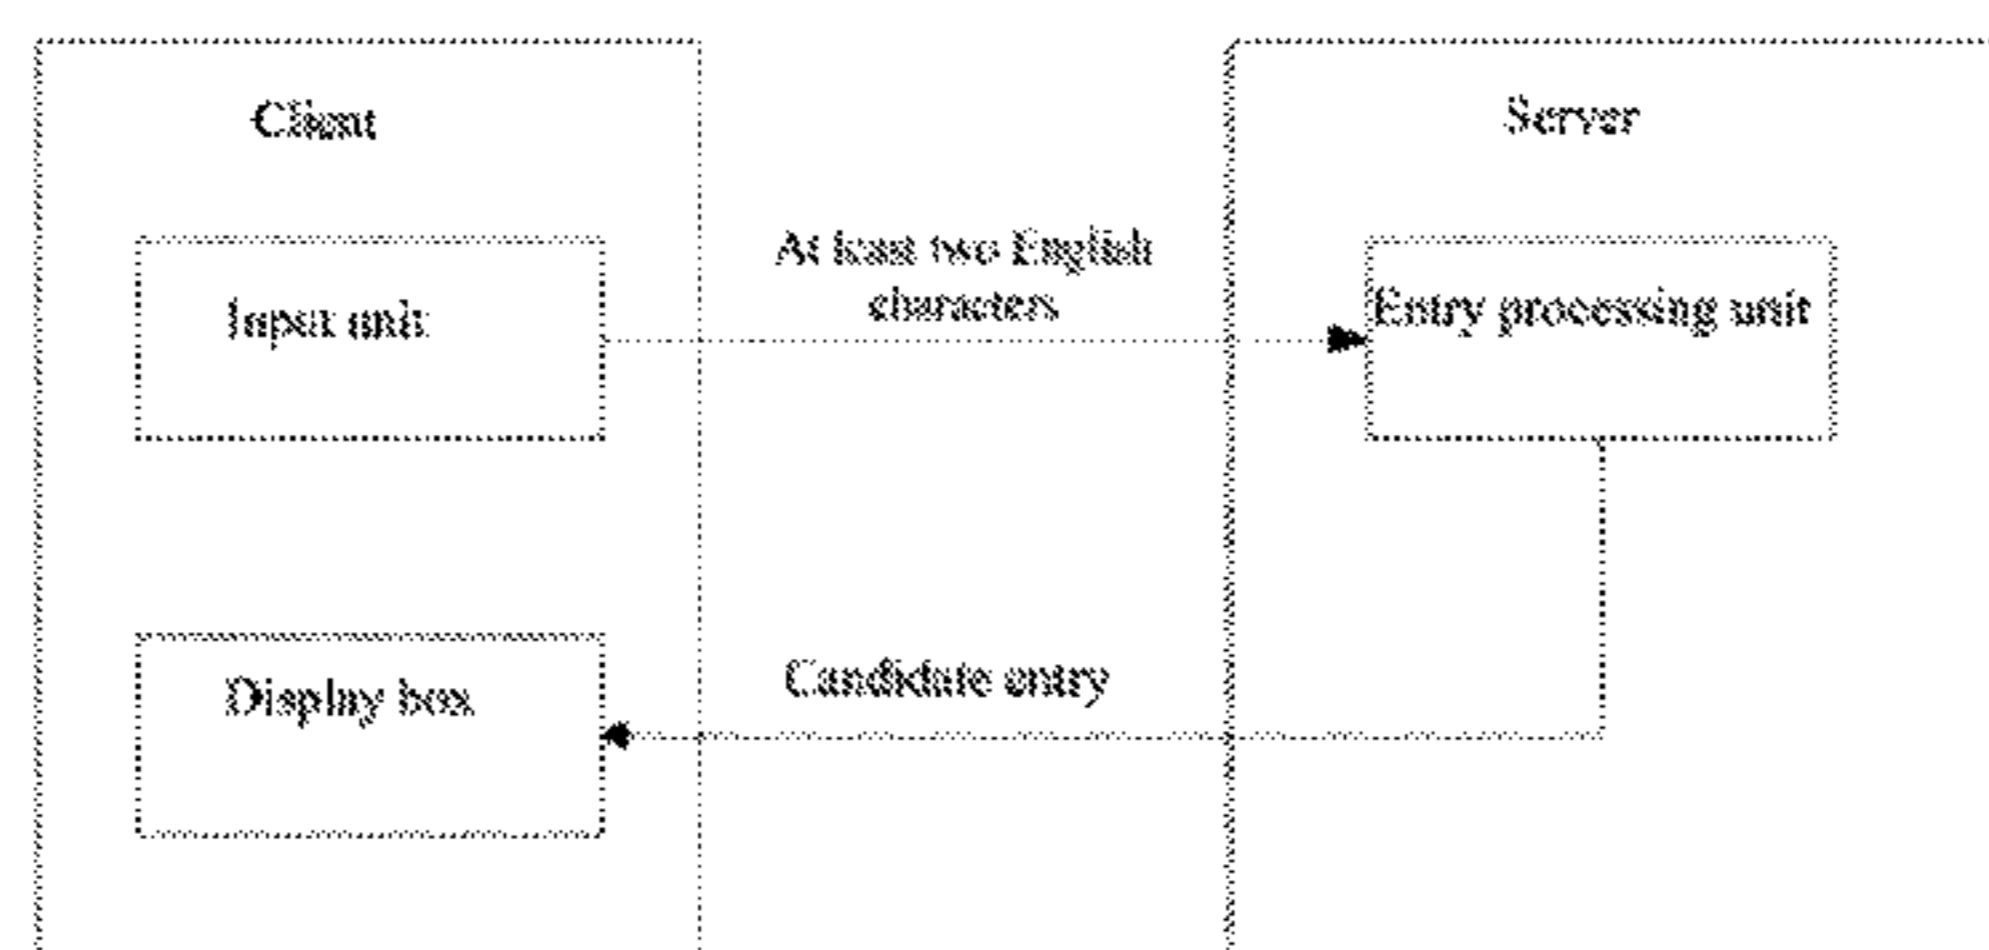 Client
Server
At least two English
characters
Input unit
Entry processing unit
Display box
Candidate entry